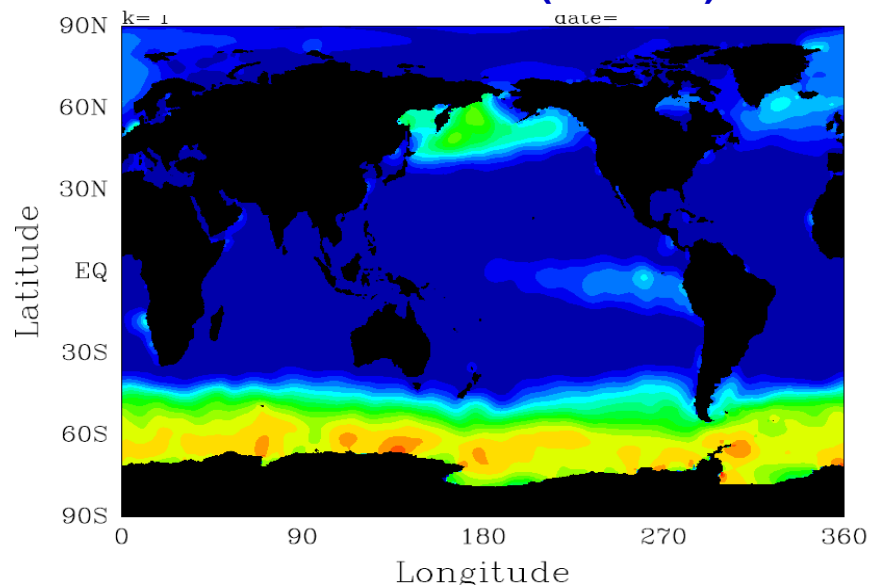 k= 1
date=
90N
60N
30N
EQ
30S
60S
90S
Latitude
0 90 180 270 360
Longitude